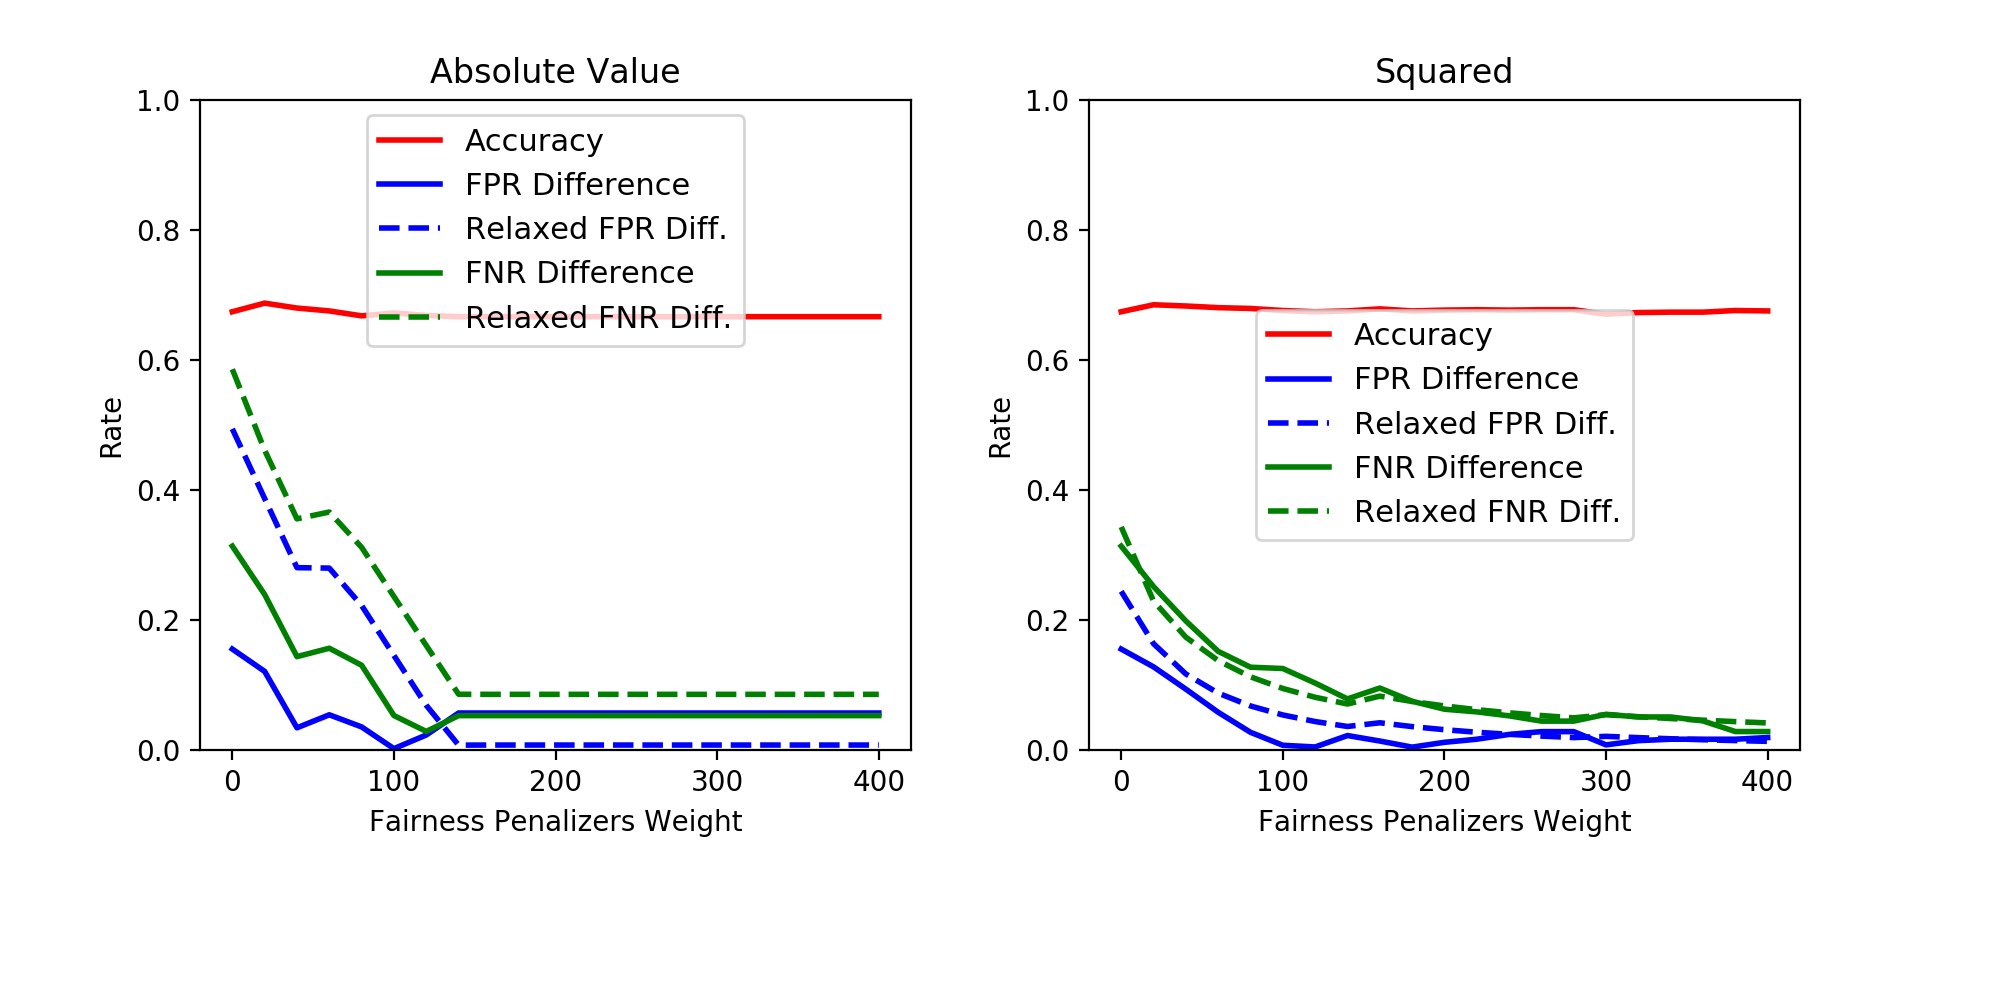 Absolute Value
1.0
0.8
0.6
0.4
0.2
0.0
Rate
Accuracy
FPR Difference
Relaxed FPR Diff.
FNR Difference
Relaxed FNR Diff.
0 100 200 300 400
Fairness Penalizers Weight
Squared
1.0
0.8
0.6
0.4
0.2
0.0
Rate
Accuracy
FPR Difference
Relaxed FPR Diff.
FNR Difference
Relaxed FNR Diff.
0 100 200 300 400
Fairness Penalizers Weight